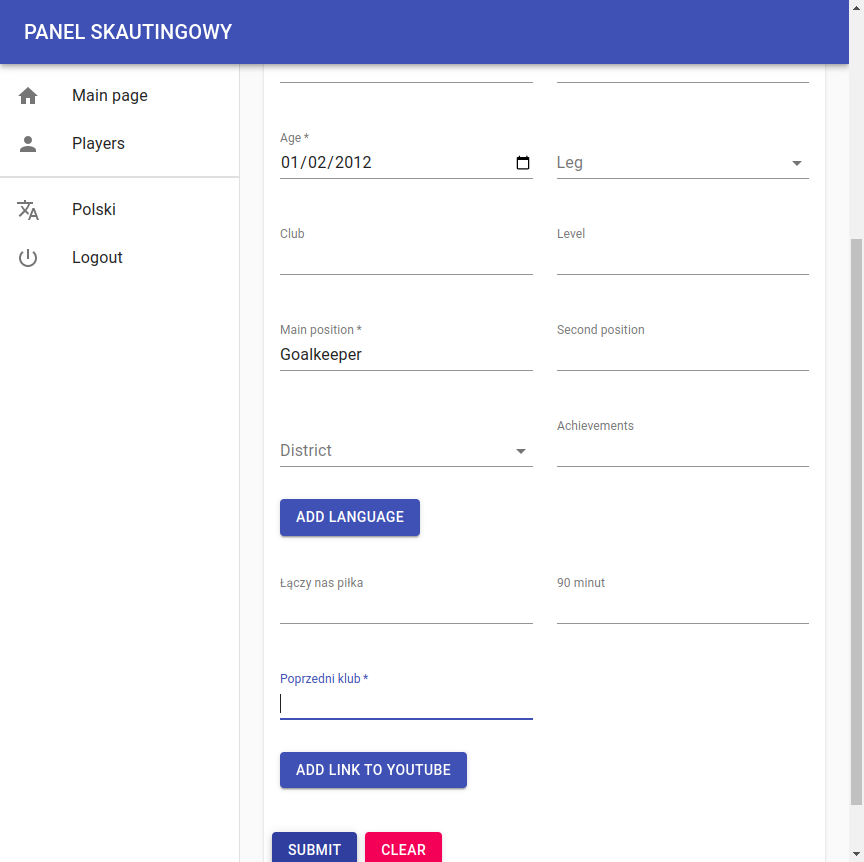 PANEL SKAUTINGOWY
Main page
Players
Polski
Logout
Age *
01/02/2012
Leg
Club
Level
Main position *
Goalkeeper
Second position
District
Achievements
ADD LANGUAGE
Łączy nas piłka
90 minut
Poprzedni klub *
ADD LINK TO YOUTUBE
SUBMIT
CLEAR